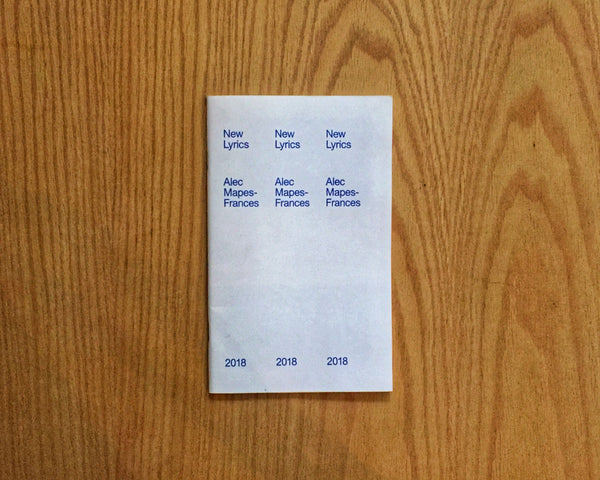 New New New
Lyrics Lyrics Lyrics
Alec Alec Alec
Mapes- Mapes- Mapes-
Frances Frances Frances
2018 2018 2018